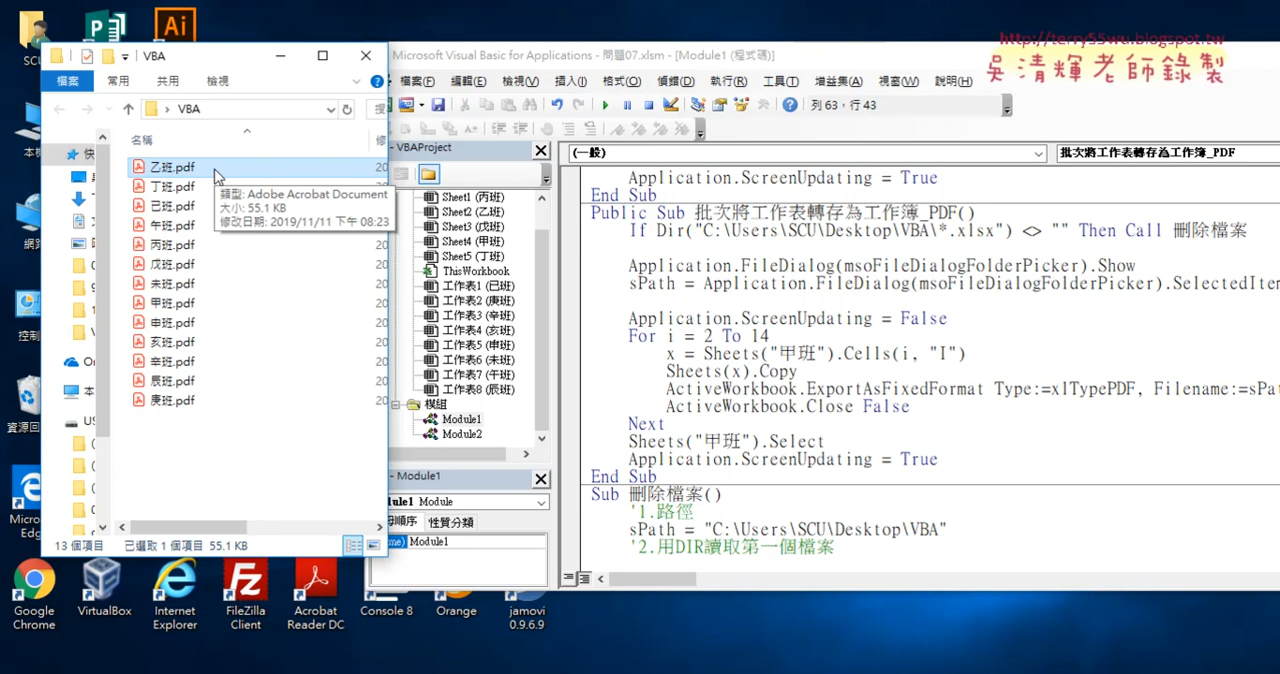 http://terry55wu.blogspot.tw
吳清輝老師錄製
VBA
檔案
常用
共用
檢視
VBA
名稱
乙班.pdf
丁班.pdf
己班.pdf
午班.pdf
丙班.pdf
戊班.pdf
未班.pdf
甲班.pdf
申班.pdf
亥班.pdf
辛班.pdf
辰班.pdf
庚班.pdf
類型: Adobe Acrobat Document
大小: 55.1 KB
修改日期: 2019/11/11 下午 08:23
13 個項目 已選取 1 個項目 55.1 KB
Microsoft Visual Basic for Applications - 問題07.xlsm - [Module1 (程式碼)]
檔案(F) 編輯(E) 檢視(V) 插入(I) 格式(O) 偵錯(D) 執行(R) 工具(T) 增益集(A) 視窗(W) 說明(H)
列 63，行 43
- VBAProject
Sheet1 (丙班)
Sheet2 (乙班)
Sheet3 (戊班)
Sheet4 (甲班)
Sheet5 (丁班)
ThisWorkbook
工作表1 (已班)
工作表2 (庚班)
工作表3 (辛班)
工作表4 (亥班)
工作表5 (申班)
工作表6 (未班)
工作表7 (午班)
工作表8 (辰班)
模組
Module1
Module2
- Module1
Module
性質分類
Module1
(一般)
批次將工作表轉存為工作簿_PDF
Application.ScreenUpdating = True
End Sub
Public Sub 批次將工作表轉存為工作簿_PDF()
If Dir("C:\Users\SCU\Desktop\VBA\*.xlsx") <> "" Then Call 刪除檔案
Application.FileDialog(msoFileDialogFolderPicker).Show
sPath = Application.FileDialog(msoFileDialogFolderPicker).SelectedItem
Application.ScreenUpdating = False
For i = 2 To 14
x = Sheets("甲班").Cells(i, "I")
Sheets(x).Copy
ActiveWorkbook.ExportAsFixedFormat Type:=xlTypePDF, Filename:=sPa
ActiveWorkbook.Close False
Next
Sheets("甲班").Select
Application.ScreenUpdating = True
End Sub
Sub 刪除檔案()
'1.路徑
sPath = "C:\Users\SCU\Desktop\VBA"
'2.用DIR讀取第一個檔案
Google Chrome
VirtualBox
Internet Explorer
FileZilla Client
Acrobat Reader DC
Console 8
Orange
jamovi 0.9.6.9